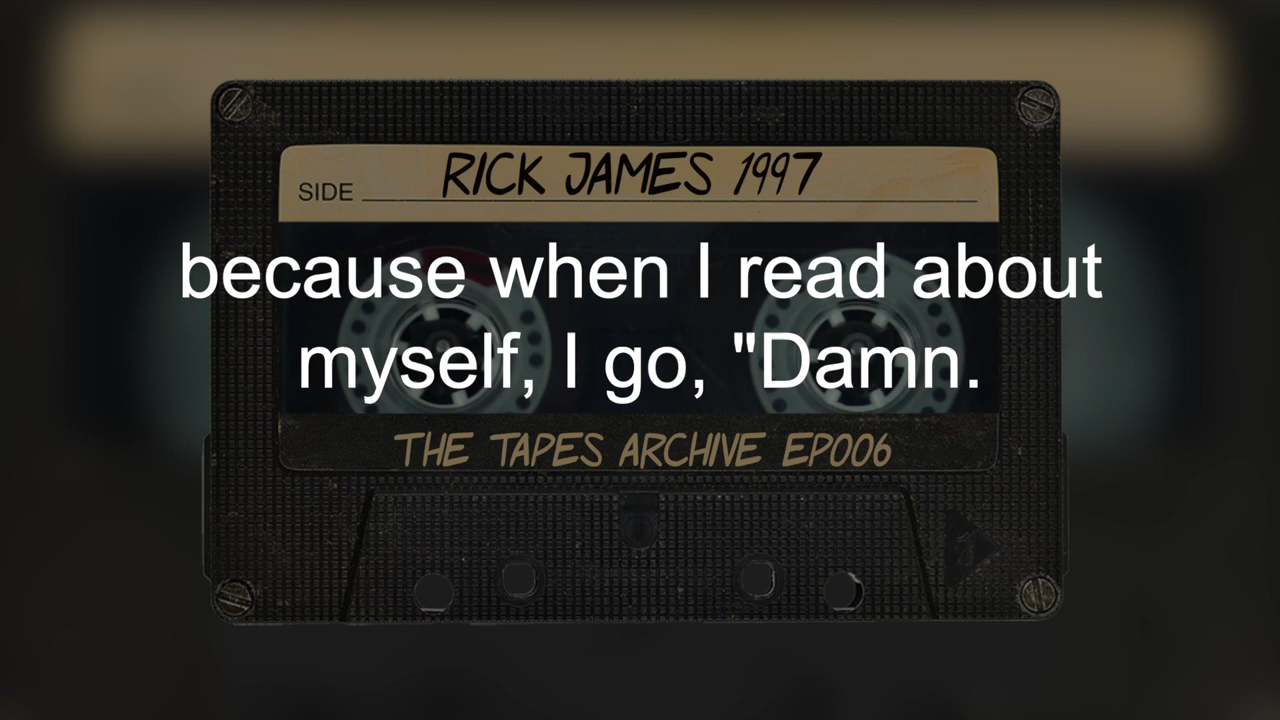 RICK JAMES 1997
SIDE
because when I read about
myself, I go, "Damn.
THE TAPES ARCHIVE EP006